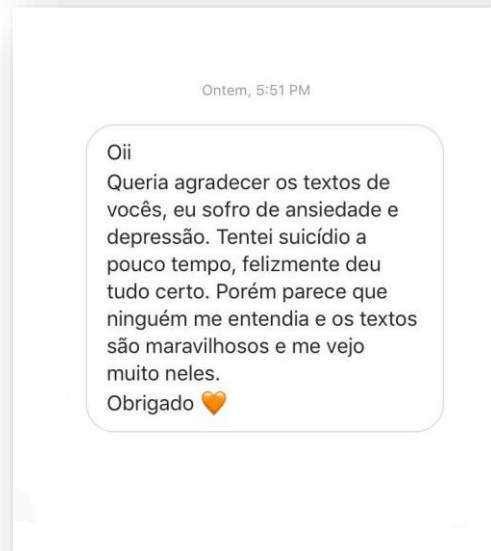 Ontem, 5:51 PM
Oii
Queria agradecer os textos de
vocês, eu sofro de ansiedade e
depressão. Tentei suicídio a
pouco tempo, felizmente deu
tudo certo. Porém parece que
ninguém me entendia e os textos
são maravilhosos e me vejo
muito neles.
Obrigado 🧡